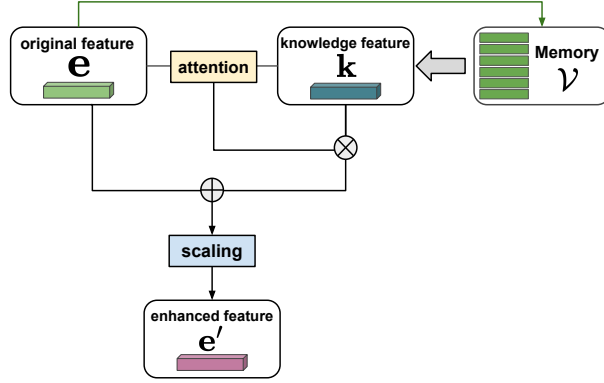 original feature
e
attention
knowledge feature
k
Memory
𝒱
scaling
enhanced feature
e′